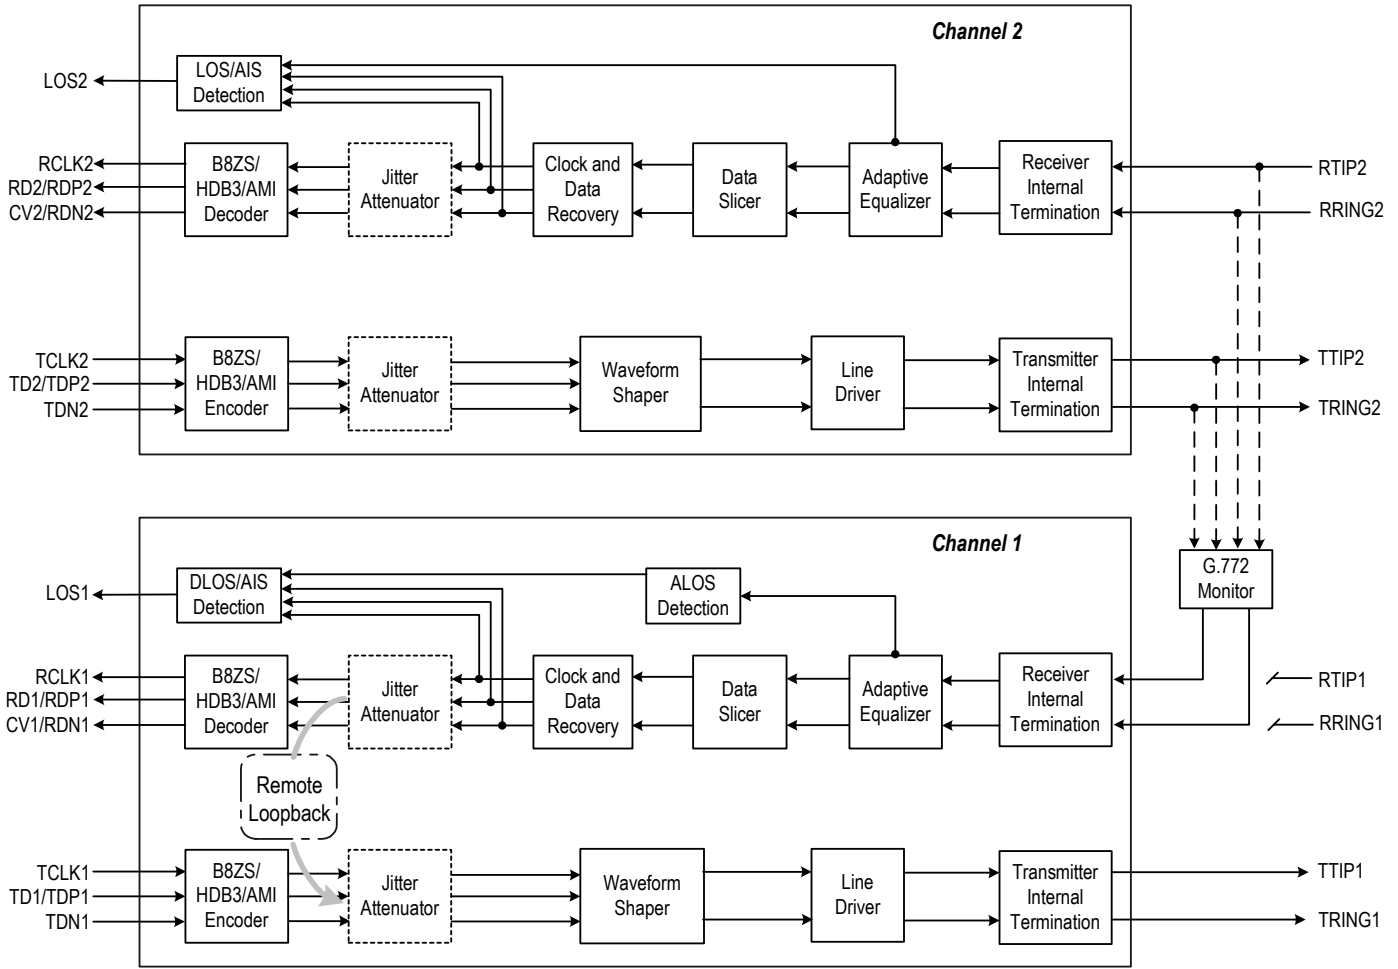 Channel 2
LOS/AIS
Detection
LOS2
RCLK2
RD2/RDP2
CV2/RDN2
B8ZS/
HDB3/AMI
Decoder
Jitter
Attenuator
Clock and
Data
Recovery
Data
Slicer
Adaptive
Equalizer
Receiver
Internal
Termination
RTIP2
RRING2
TCLK2
TD2/TDP2
TDN2
B8ZS/
HDB3/AMI
Encoder
Jitter
Attenuator
Waveform
Shaper
Line
Driver
Transmitter
Internal
Termination
TTIP2
TRING2
Channel 1
G.772
Monitor
LOS1
DLOS/AIS
Detection
ALOS
Detection
RCLK1
RD1/RDP1
CV1/RDN1
B8ZS/
HDB3/AMI
Decoder
Jitter
Attenuator
Clock and
Data
Recovery
Data
Slicer
Adaptive
Equalizer
Receiver
Internal
Termination
RTIP1
RRING1
Remote
Loopback
TCLK1
TD1/TDP1
TDN1
B8ZS/
HDB3/AMI
Encoder
Jitter
Attenuator
Waveform
Shaper
Line
Driver
Transmitter
Internal
Termination
TTIP1
TRING1